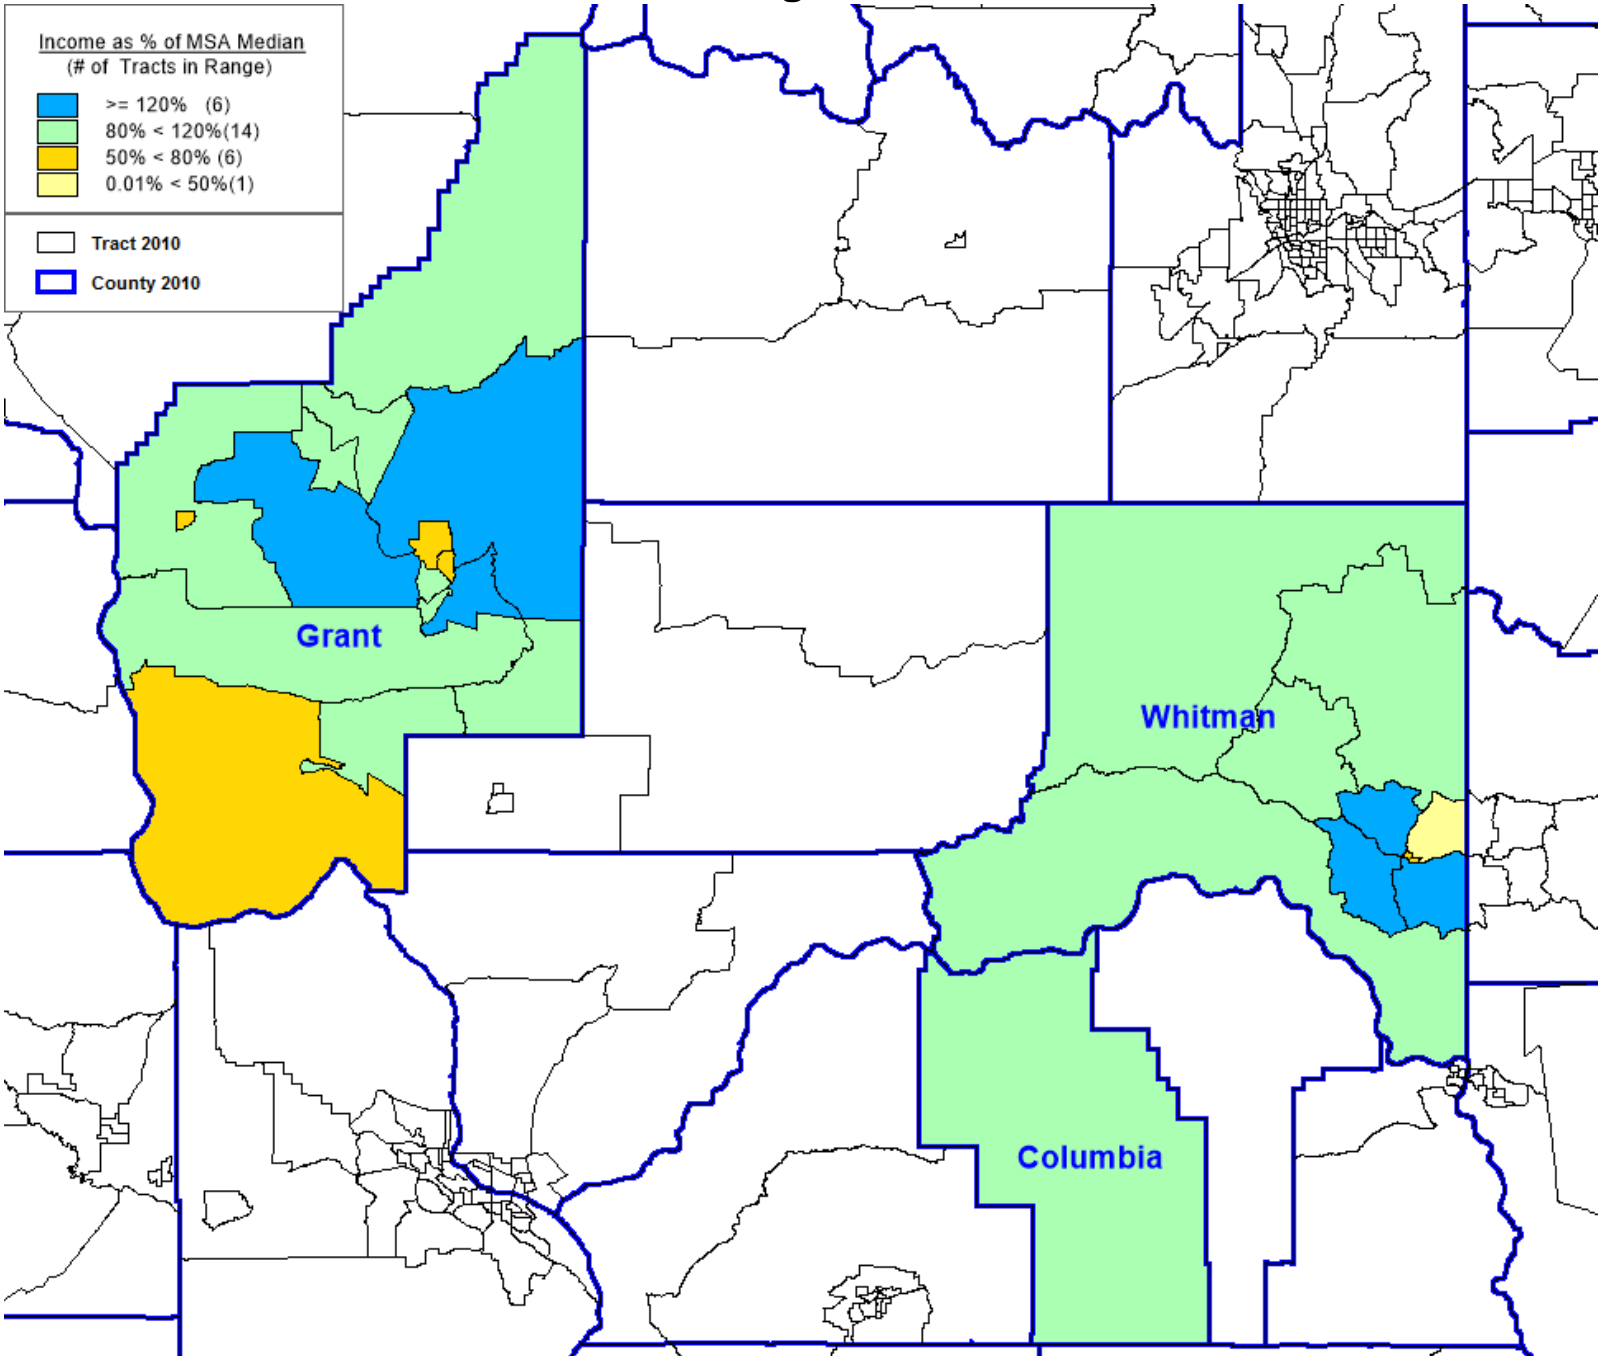 Income as % of MSA Median
(# of Tracts in Range)
>= 120% (6)
80% < 120%(14)
50% < 80% (6)
0.01% < 50%(1)
Tract 2010
County 2010
Grant
Whitman
Columbia